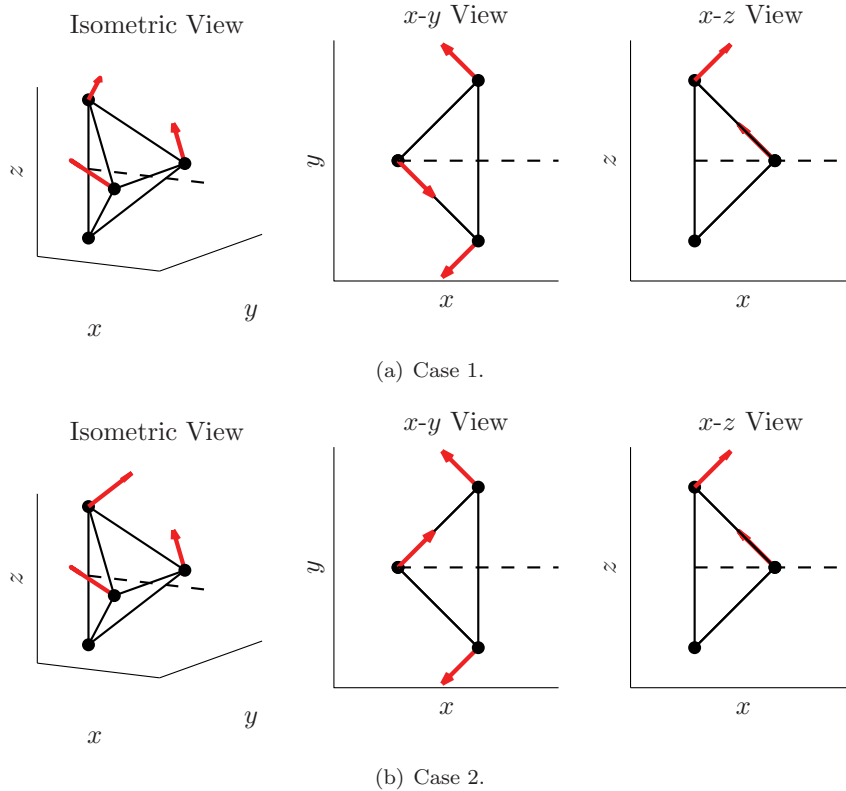 Isometric View
x-y View
x-z View
z
x
y
y
x
z
x
(a) Case 1.
Isometric View
x-y View
x-z View
z
x
y
y
x
z
x
(b) Case 2.